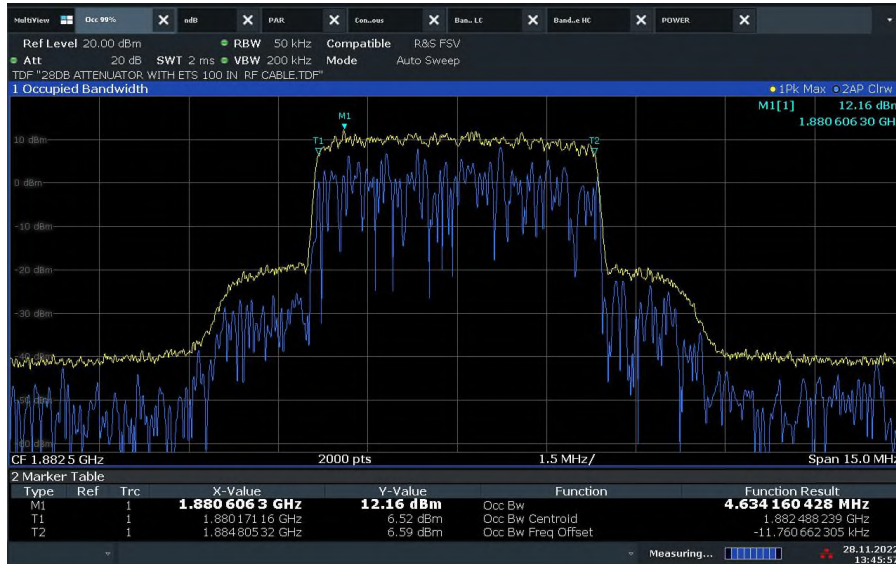 MultiView Occ 99% ndB PAR Con..ous Ban.. LC Band..e HC POWER
Ref Level 20.00 dBm RBW 50 kHz Compatible R&S FSV
Att 20 dB SWT 2 ms VBW 200 kHz Mode Auto Sweep
TDF "28DB ATTENUATOR WITH ETS 100 IN RF CABLE.TDF"
1 Occupied Bandwidth 1Pk Max 2AP Clrw
M1[1] 12.16 dBm
1.880 606 30 GHz
M1
T1 T2
10 dBm
0 dBm
-10 dBm
-20 dBm
-30 dBm
CF 1.882 5 GHz 2000 pts 1.5 MHz/ Span 15.0 MHz
2 Marker Table
Type Ref Trc X-Value Y-Value Function Function Result
M1 1 1.880 606 3 GHz 12.16 dBm Occ Bw 4.634 160 428 MHz
T1 1 1.880 171 16 GHz 6.52 dBm Occ Bw Centroid 1.882 488 239 GHz
T2 1 1.884 805 32 GHz 6.59 dBm Occ Bw Freq Offset -11.760 662 305 kHz
Measuring... 28.11.2022
13:45:57